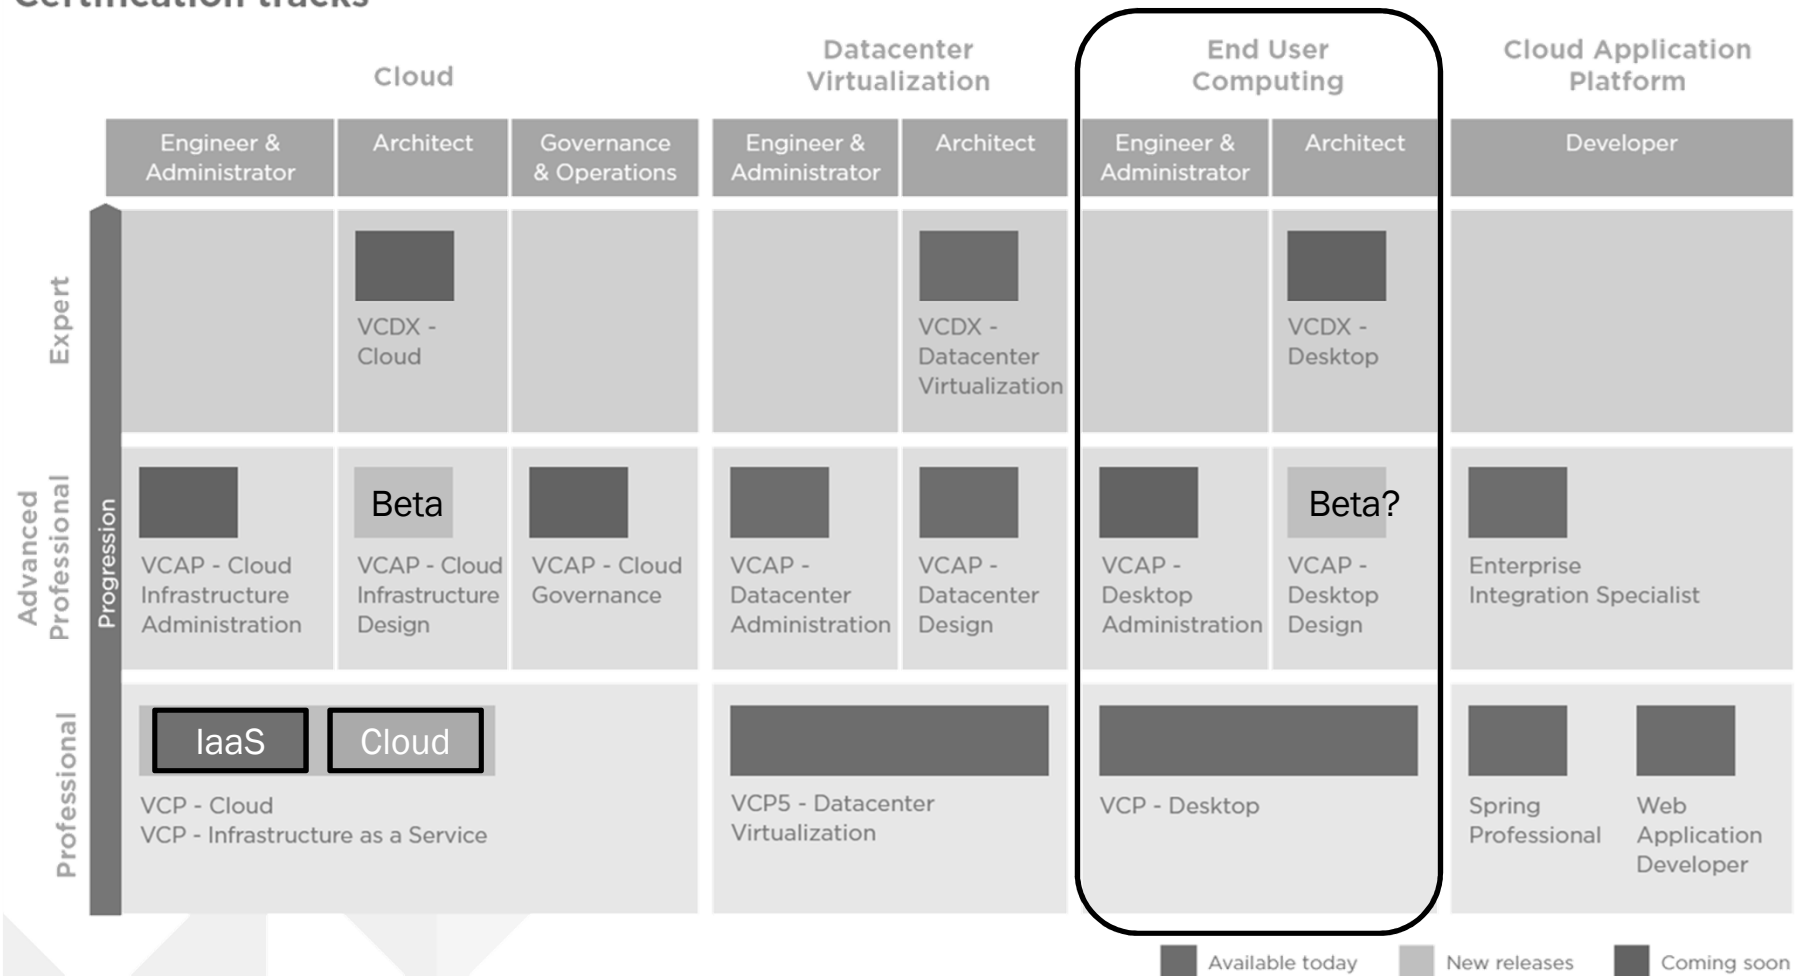 Certification tracks
Cloud
Datacenter
Virtualization
End User
Computing
Cloud Application
Platform
Engineer &
Administrator
Architect
Governance
& Operations
Engineer &
Administrator
Architect
Engineer &
Administrator
Architect
Developer
Progression
Expert
VCDX -
Cloud
VCDX -
Datacenter
Virtualization
VCDX -
Desktop
Advanced
Professional
VCAP - Cloud
Infrastructure
Administration
Beta
VCAP - Cloud
Infrastructure
Design
VCAP - Cloud
Governance
VCAP -
Datacenter
Administration
VCAP -
Datacenter
Design
VCAP -
Desktop
Administration
Beta?
VCAP -
Desktop
Design
Enterprise
Integration Specialist
Professional
IaaS
Cloud
VCP - Cloud
VCP - Infrastructure as a Service
VCP5 - Datacenter
Virtualization
VCP - Desktop
Spring
Professional
Web
Application
Developer
Available today
New releases
Coming soon